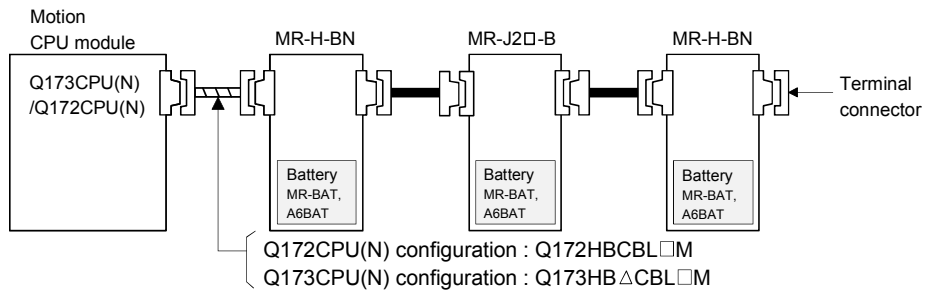 Motion
CPU module
MR-H-BN
MR-J2□-B
MR-H-BN
Q173CPU(N)
/Q172CPU(N)
Terminal
connector
Battery
MR-BAT,
A6BAT
Battery
MR-BAT,
A6BAT
Battery
MR-BAT,
A6BAT
Q172CPU(N) configuration : Q172HBCBL□M
Q173CPU(N) configuration : Q173HB△CBL□M